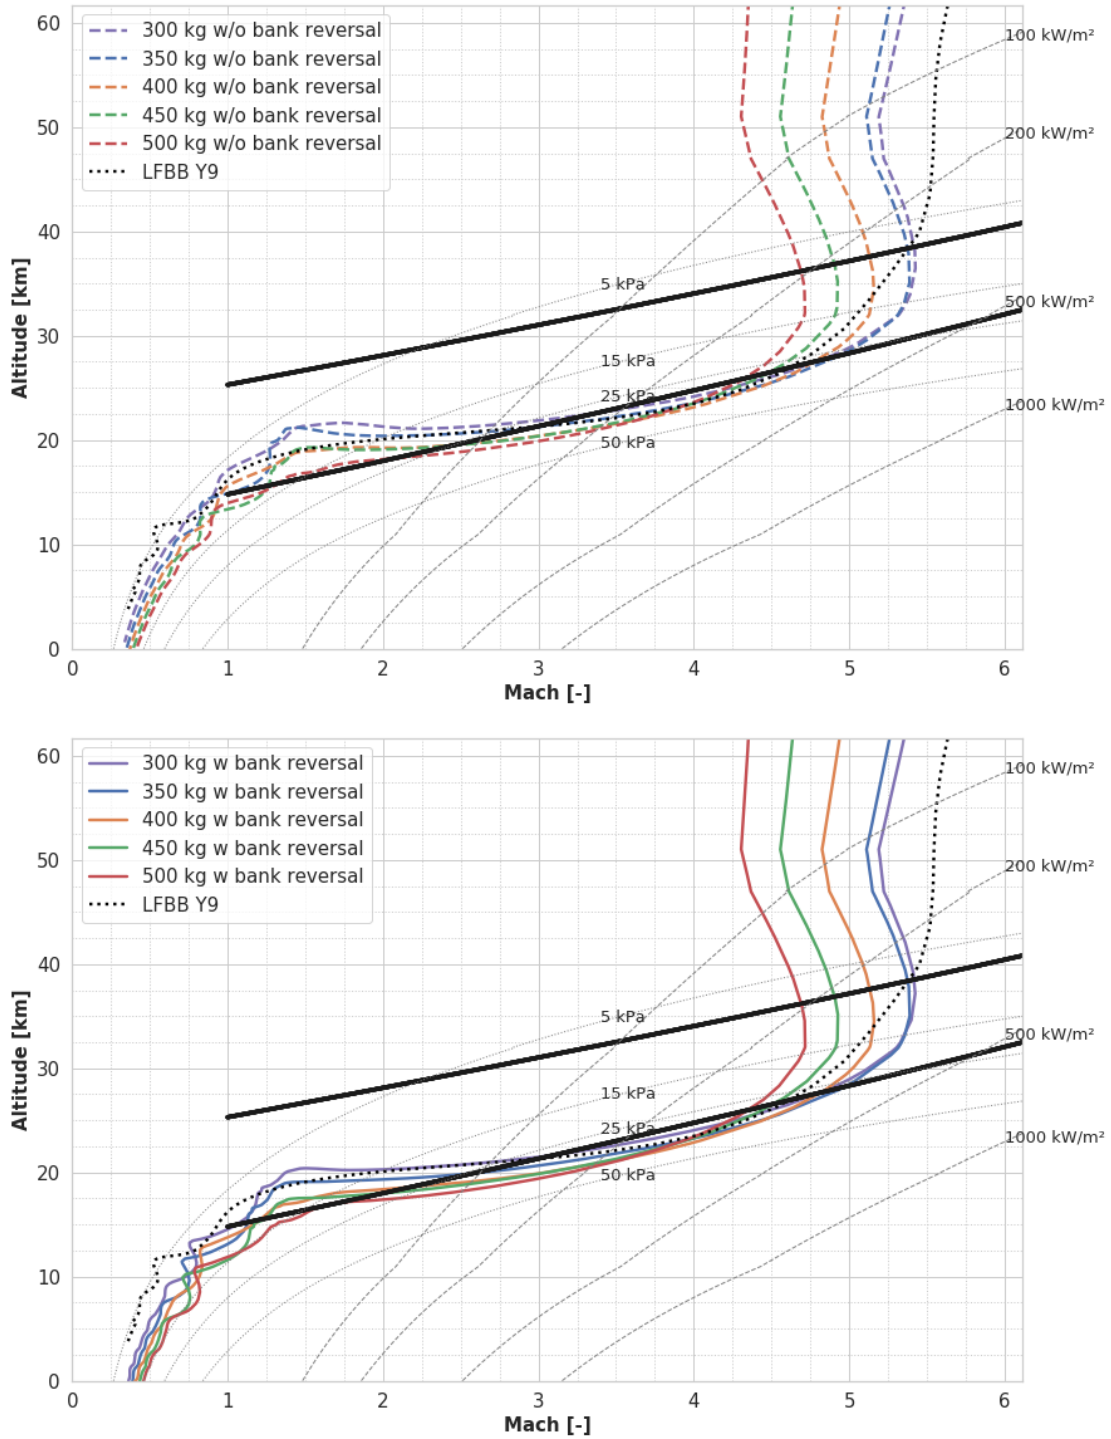 60
50
40
30
20
10
0
Altitude [km]
300 kg w/o bank reversal
350 kg w/o bank reversal
400 kg w/o bank reversal
450 kg w/o bank reversal
500 kg w/o bank reversal
LFBB Y9
100 kW/m²
200 kW/m²
500 kW/m²
1000 kW/m²
5 kPa
15 kPa
25 kPa
50 kPa
0 1 2 3 4 5 6
Mach [-]
60
50
40
30
20
10
0
Altitude [km]
300 kg w bank reversal
350 kg w bank reversal
400 kg w bank reversal
450 kg w bank reversal
500 kg w bank reversal
LFBB Y9
100 kW/m²
200 kW/m²
500 kW/m²
1000 kW/m²
5 kPa
15 kPa
25 kPa
50 kPa
0 1 2 3 4 5 6
Mach [-]